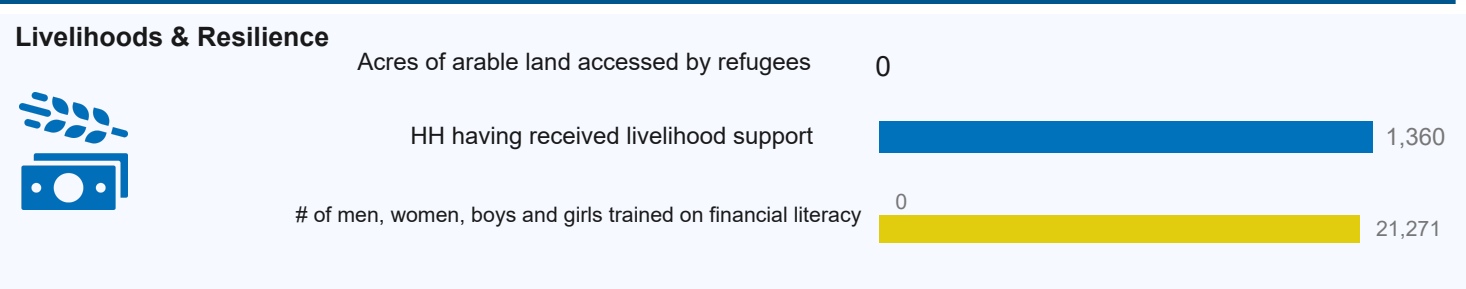 Livelihoods & Resilience
Acres of arable land accessed by refugees 0
HH having received livelihood support 1,360
0
# of men, women, boys and girls trained on financial literacy 21,271